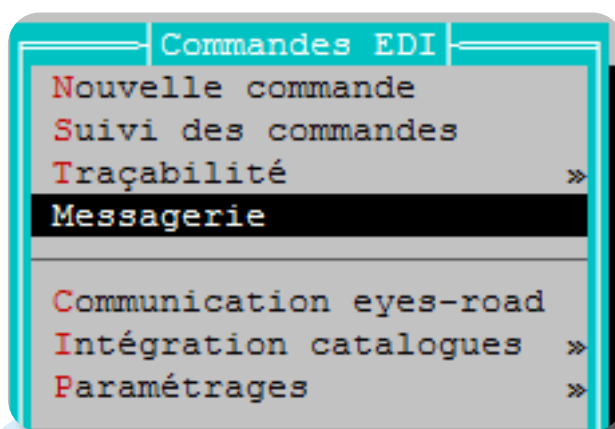 Commandes EDI
Nouvelle commande
Suivi des commandes
Traçabilité »
Messagerie
Communication eyes-road
Intégration catalogues »
Paramétrages »